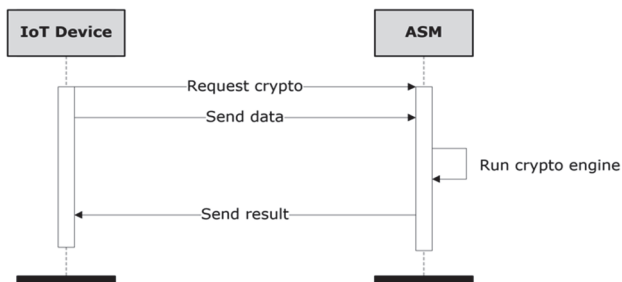 IoT Device
ASM
Request crypto
Send data
Run crypto engine
Send result